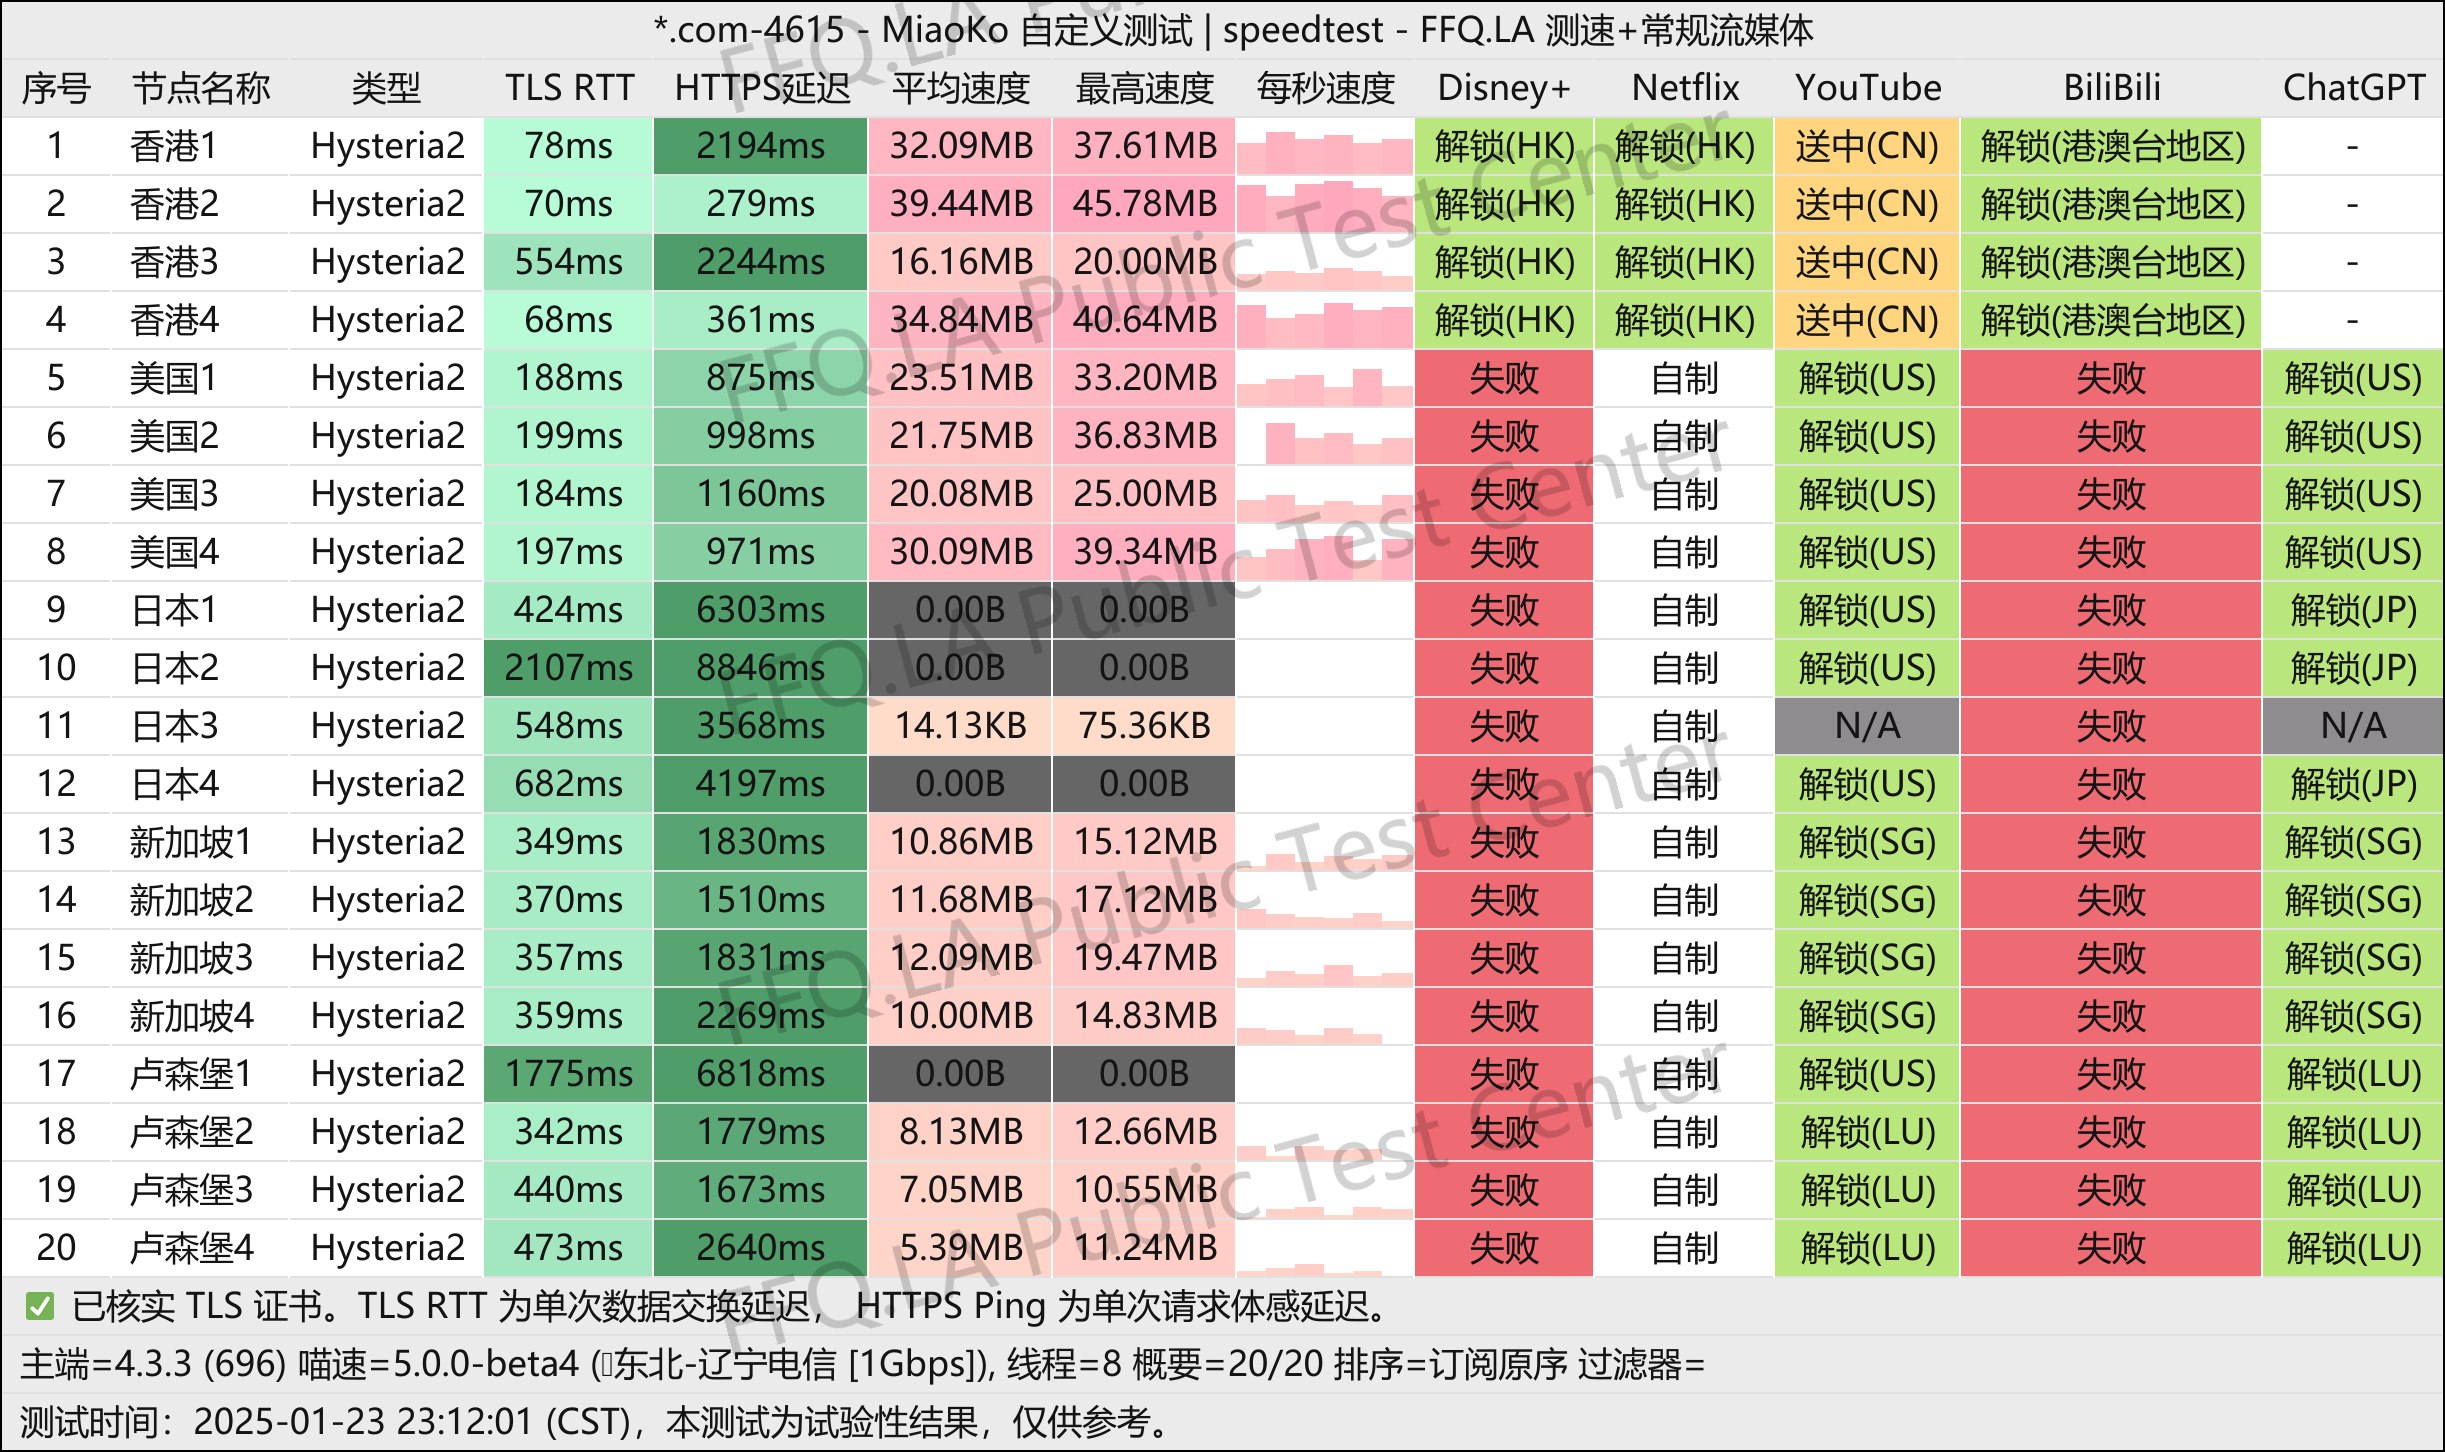 *.com-4615 - MiaoKo 自定义测试 | speedtest - FFQ.LA 测速+常规流媒体
序号 节点名称 类型 TLS RTT HTTPS延迟 平均速度 最高速度 每秒速度 Disney+ Netflix YouTube BiliBili ChatGPT
1 香港1 Hysteria2 78ms 2194ms 32.09MB 37.61MB 解锁(HK) 解锁(HK) 送中(CN) 解锁(港澳台地区) -
2 香港2 Hysteria2 70ms 279ms 39.44MB 45.78MB 解锁(HK) 解锁(HK) 送中(CN) 解锁(港澳台地区) -
3 香港3 Hysteria2 554ms 2244ms 16.16MB 20.00MB 解锁(HK) 解锁(HK) 送中(CN) 解锁(港澳台地区) -
4 香港4 Hysteria2 68ms 361ms 34.84MB 40.64MB 解锁(HK) 解锁(HK) 送中(CN) 解锁(港澳台地区) -
5 美国1 Hysteria2 188ms 875ms 23.51MB 33.20MB 失败 自制 解锁(US) 失败 解锁(US)
6 美国2 Hysteria2 199ms 998ms 21.75MB 36.83MB 失败 自制 解锁(US) 失败 解锁(US)
7 美国3 Hysteria2 184ms 1160ms 20.08MB 25.00MB 失败 自制 解锁(US) 失败 解锁(US)
8 美国4 Hysteria2 197ms 971ms 30.09MB 39.34MB 失败 自制 解锁(US) 失败 解锁(US)
9 日本1 Hysteria2 424ms 6303ms 0.00B 0.00B 失败 自制 解锁(US) 失败 解锁(JP)
10 日本2 Hysteria2 2107ms 8846ms 0.00B 0.00B 失败 自制 解锁(US) 失败 解锁(JP)
11 日本3 Hysteria2 548ms 3568ms 14.13KB 75.36KB 失败 自制 N/A 失败 N/A
12 日本4 Hysteria2 682ms 4197ms 0.00B 0.00B 失败 自制 解锁(US) 失败 解锁(JP)
13 新加坡1 Hysteria2 349ms 1830ms 10.86MB 15.12MB 失败 自制 解锁(SG) 失败 解锁(SG)
14 新加坡2 Hysteria2 370ms 1510ms 11.68MB 17.12MB 失败 自制 解锁(SG) 失败 解锁(SG)
15 新加坡3 Hysteria2 357ms 1831ms 12.09MB 19.47MB 失败 自制 解锁(SG) 失败 解锁(SG)
16 新加坡4 Hysteria2 359ms 2269ms 10.00MB 14.83MB 失败 自制 解锁(SG) 失败 解锁(SG)
17 卢森堡1 Hysteria2 1775ms 6818ms 0.00B 0.00B 失败 自制 解锁(US) 失败 解锁(LU)
18 卢森堡2 Hysteria2 342ms 1779ms 8.13MB 12.66MB 失败 自制 解锁(LU) 失败 解锁(LU)
19 卢森堡3 Hysteria2 440ms 1673ms 7.05MB 10.55MB 失败 自制 解锁(LU) 失败 解锁(LU)
20 卢森堡4 Hysteria2 473ms 2640ms 5.39MB 11.24MB 失败 自制 解锁(LU) 失败 解锁(LU)
✅ 已核实 TLS 证书。TLS RTT 为单次数据交换延迟， HTTPS Ping 为单次请求体感延迟。
主端=4.3.3 (696) 喵速=5.0.0-beta4 (东北-辽宁电信 [1Gbps]), 线程=8 概要=20/20 排序=订阅原序 过滤器=
测试时间：2025-01-23 23:12:01 (CST)，本测试为试验性结果，仅供参考。
FFQ.LA Public Test Center
FFQ.LA Public Test Center
FFQ.LA Public Test Center
FFQ.LA Public Test Center